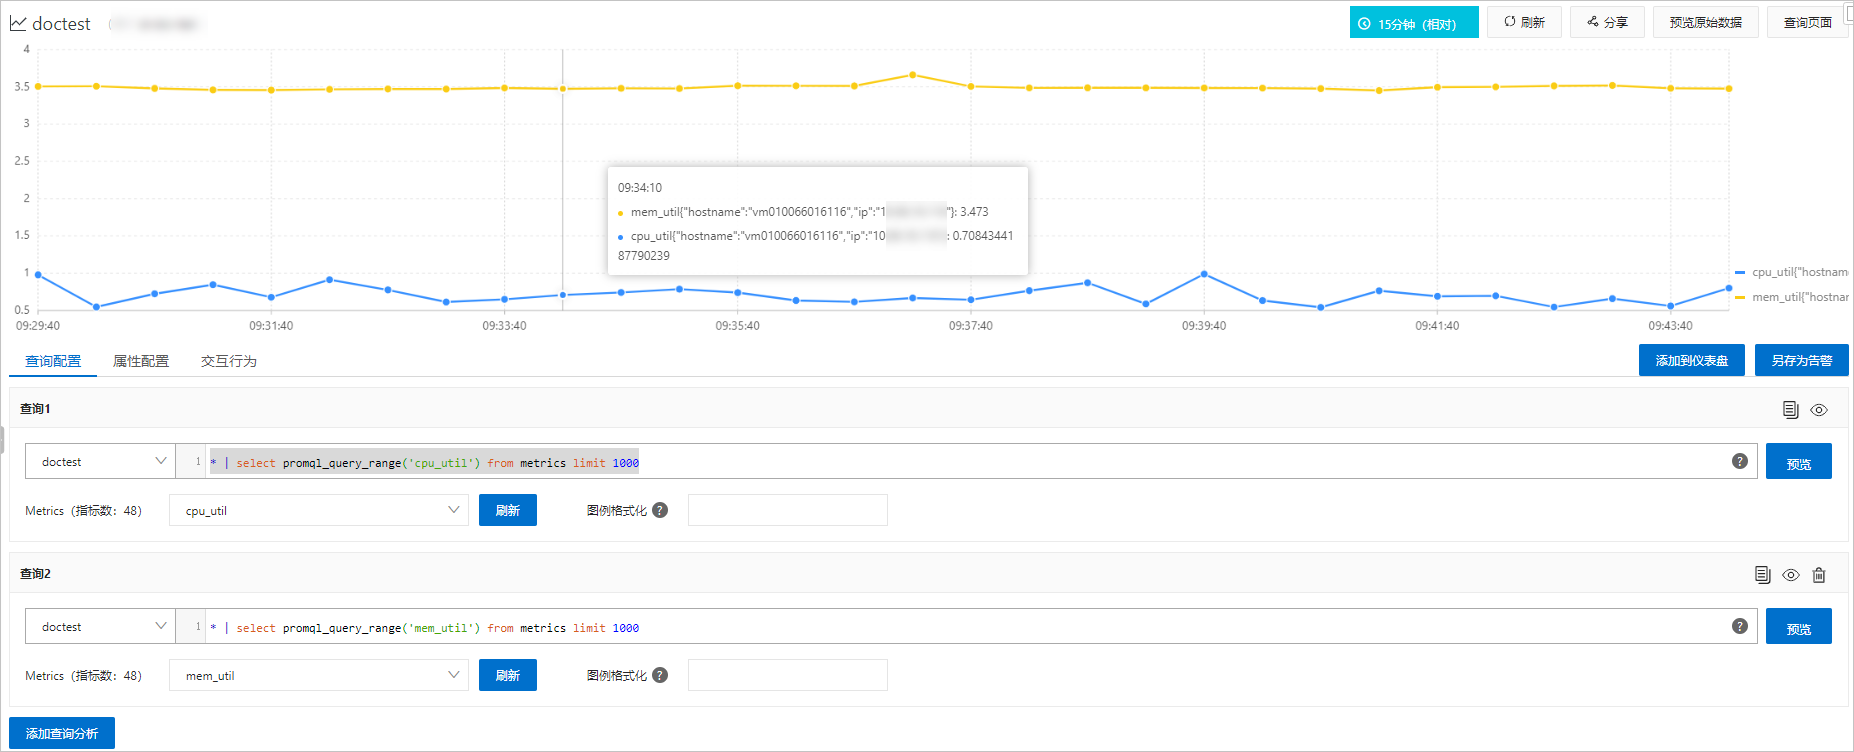 doctest
15分钟（相对） 刷新 分享 预览原始数据 查询页面
4
3.5
3
2.5
2
1.5
1
0.5
09:34:10
mem_util{"hostname":"vm010066016116","ip":"1 "}: 3.473
cpu_util{"hostname":"vm010066016116","ip":"10 : 0.70843441
87790239
cpu_util{"hostnam
mem_util{"hostnar
09:29:40 09:31:40 09:33:40 09:35:40 09:37:40 09:39:40 09:41:40 09:43:40
查询配置 属性配置 交互行为 添加到仪表盘 另存为告警
查询1
doctest 1 * | select promql_query_range('cpu_util') from metrics limit 1000 ? 预览
Metrics（指标数：48） cpu_util 刷新 图例格式化 ?
查询2
doctest 1 * | select promql_query_range('mem_util') from metrics limit 1000 ? 预览
Metrics（指标数：48） mem_util 刷新 图例格式化 ?
添加查询分析